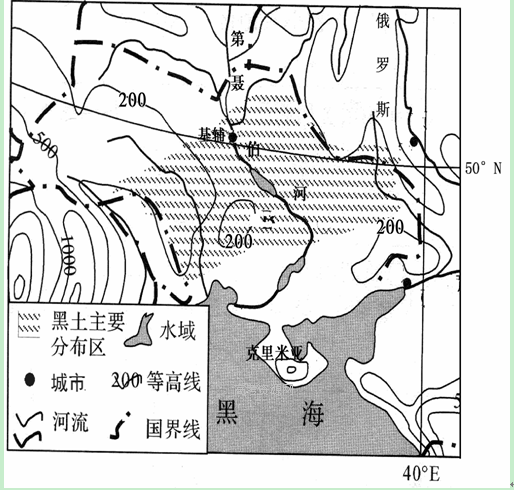 俄罗斯
第聂伯河
200
500
基辅
50°N
200
200
1000
克里米亚
黑海
黑土主要分布区
水域
城市
200 等高线
河流
国界线
40°E